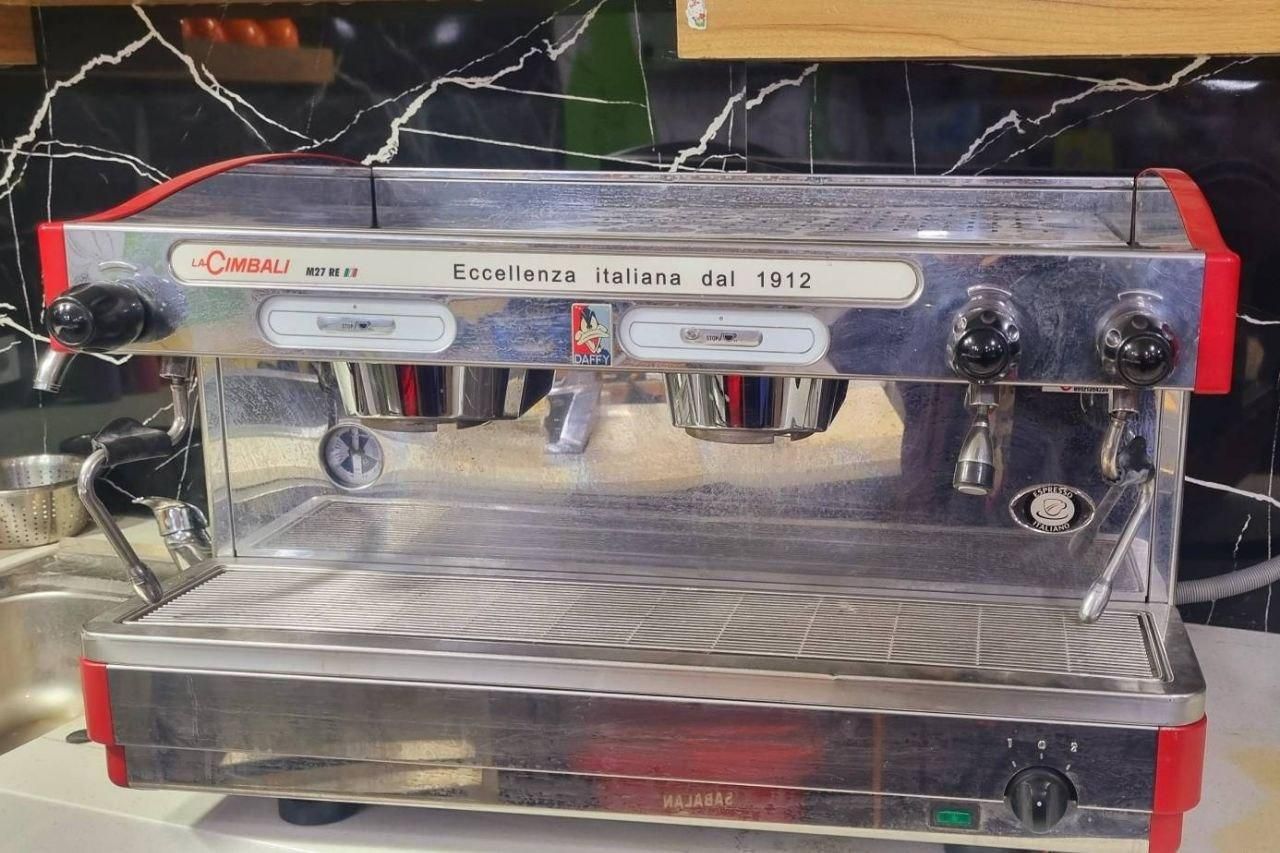 LA CIMBALI M27 RE
Eccellenza italiana dal 1912
STOP/
STOP/
DAFFY
ESPRESSO
ITALIANO
1 0 2
SABALAN